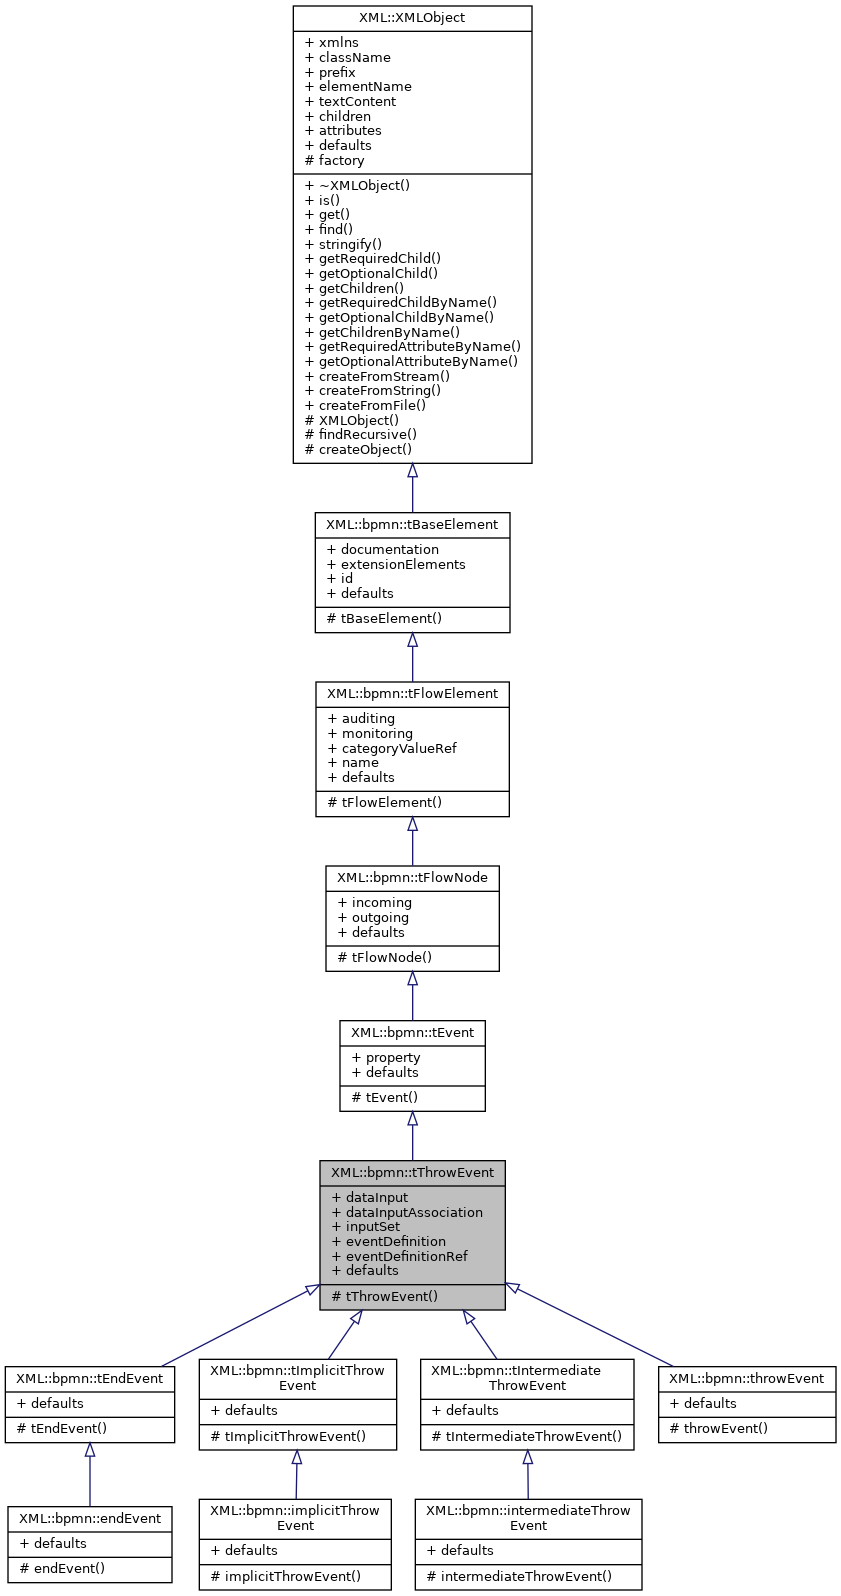 XML::XMLObject
+ xmlns
+ className
+ prefix
+ elementName
+ textContent
+ children
+ attributes
+ defaults
# factory
+ ~XMLObject()
+ is()
+ get()
+ find()
+ stringify()
+ getRequiredChild()
+ getOptionalChild()
+ getChildren()
+ getRequiredChildByName()
+ getOptionalChildByName()
+ getChildrenByName()
+ getRequiredAttributeByName()
+ getOptionalAttributeByName()
+ createFromStream()
+ createFromString()
+ createFromFile()
# XMLObject()
# findRecursive()
# createObject()
XML::bpmn::tBaseElement
+ documentation
+ extensionElements
+ id
+ defaults
# tBaseElement()
XML::bpmn::tFlowElement
+ auditing
+ monitoring
+ categoryValueRef
+ name
+ defaults
# tFlowElement()
XML::bpmn::tFlowNode
+ incoming
+ outgoing
+ defaults
# tFlowNode()
XML::bpmn::tEvent
+ property
+ defaults
# tEvent()
XML::bpmn::tThrowEvent
+ dataInput
+ dataInputAssociation
+ inputSet
+ eventDefinition
+ eventDefinitionRef
+ defaults
# tThrowEvent()
XML::bpmn::tEndEvent
+ defaults
# tEndEvent()
XML::bpmn::tImplicitThrow
Event
+ defaults
# tImplicitThrowEvent()
XML::bpmn::tIntermediate
ThrowEvent
+ defaults
# tIntermediateThrowEvent()
XML::bpmn::throwEvent
+ defaults
# throwEvent()
XML::bpmn::endEvent
+ defaults
# endEvent()
XML::bpmn::implicitThrow
Event
+ defaults
# implicitThrowEvent()
XML::bpmn::intermediateThrow
Event
+ defaults
# intermediateThrowEvent()